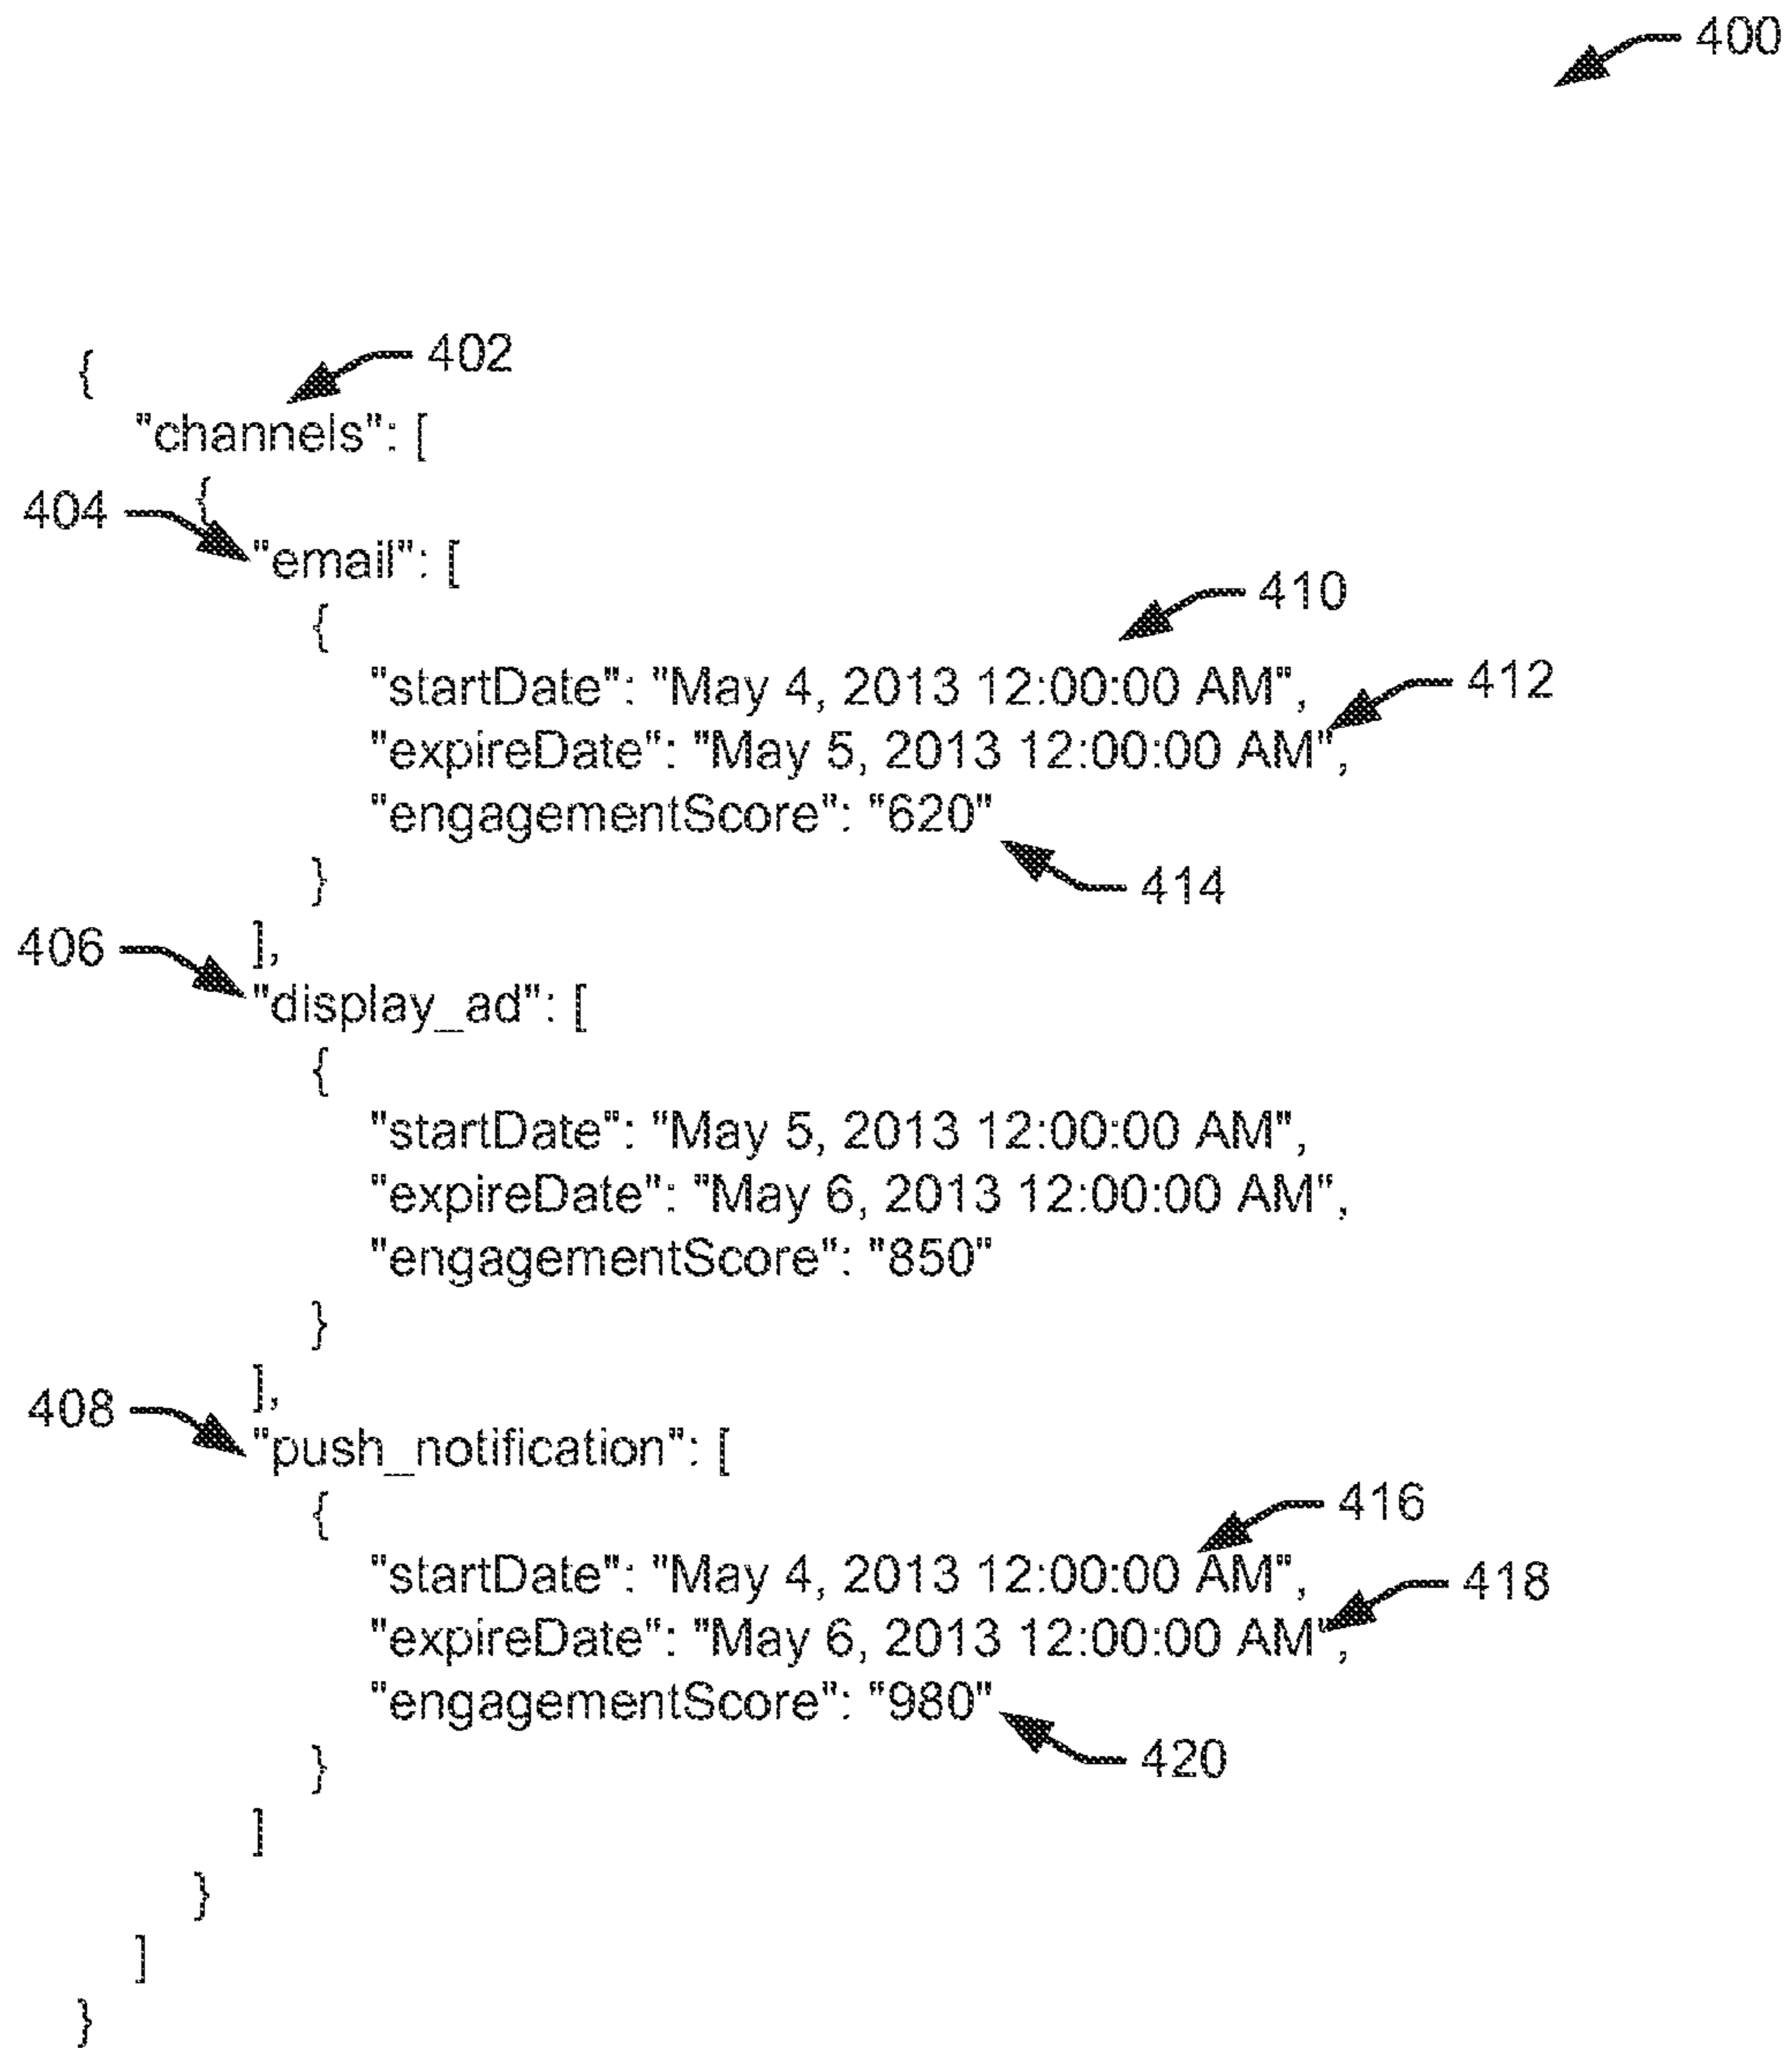 400
{
402
"channels": [
{
404
"email": [
{
410
"startDate": "May 4, 2013 12:00:00 AM",
412
"expireDate": "May 5, 2013 12:00:00 AM",
"engagementScore": "620"
}
414
],
406
"display_ad": [
{
"startDate": "May 5, 2013 12:00:00 AM",
"expireDate": "May 6, 2013 12:00:00 AM",
"engagementScore": "850"
}
],
408
"push_notification": [
{
416
"startDate": "May 4, 2013 12:00:00 AM",
418
"expireDate": "May 6, 2013 12:00:00 AM",
"engagementScore": "980"
}
420
]
}
]
}